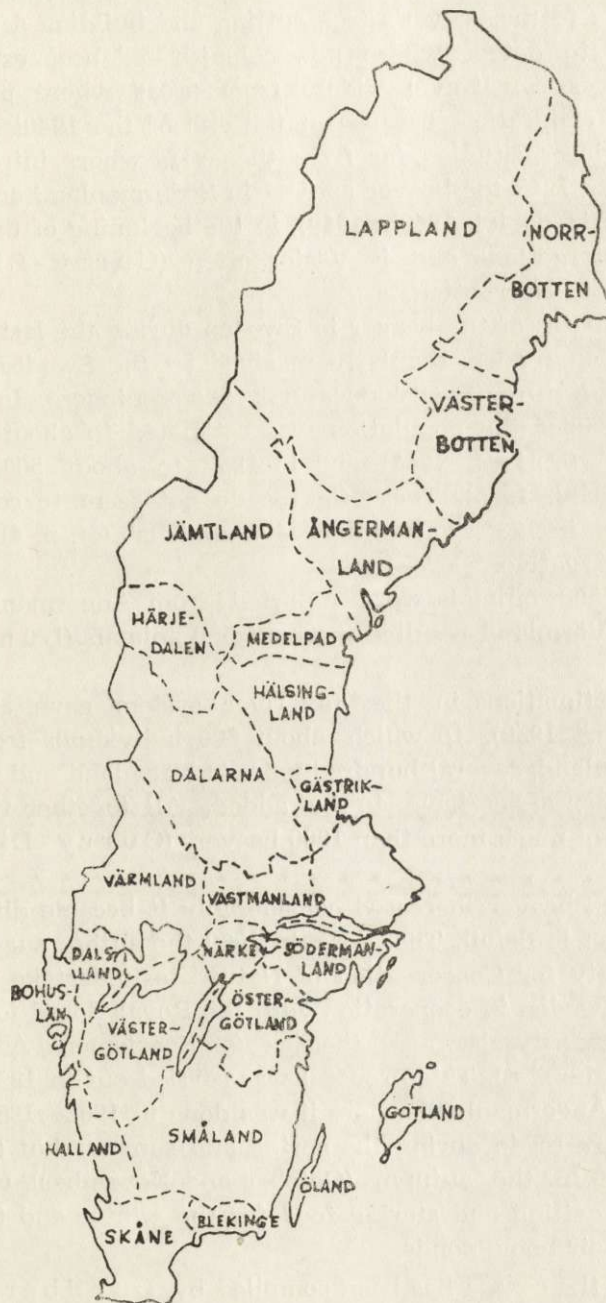 LAPPLAND
NORR-
BOTTEN
VÄSTER-
BOTTEN
JÄMTLAND
ÅNGERMAN-
LAND
HÄRJE-
DALEN
MEDELPAD
HÄLSING-
LAND
DALARNA
GÄSTRIK-
LAND
VÄRMLAND
VÄSTMANLAND
DALS-
LAND
NÄRKE
SÖDERMAN-
LAND
BOHUS-
LÄN
VÄSTER-
GÖTLAND
ÖSTER-
GÖTLAND
GOTLAND
HALLAND
SMÅLAND
ÖLAND
SKÅNE
BLEKINGE